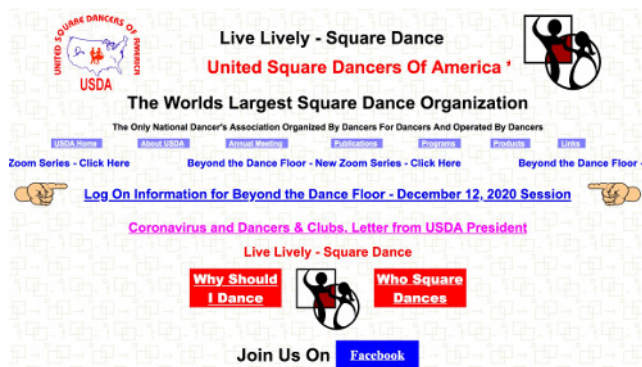 UNITED SQUARE DANCERS OF AMERICA
USDA
Live Lively - Square Dance
United Square Dancers Of America
The Worlds Largest Square Dance Organization
The Only National Dancer's Association Organized By Dancers For Dancers And Operated By Dancers
USDA Home About USDA Annual Meeting Publications Programs Products Links
Zoom Series - Click Here Beyond the Dance Floor - New Zoom Series - Click Here Beyond the Dance Floor -
Log On Information for Beyond the Dance Floor - December 12, 2020 Session
Coronavirus and Dancers & Clubs. Letter from USDA President
Live Lively - Square Dance
Why Should Who Square
I Dance Dances
Join Us On Facebook